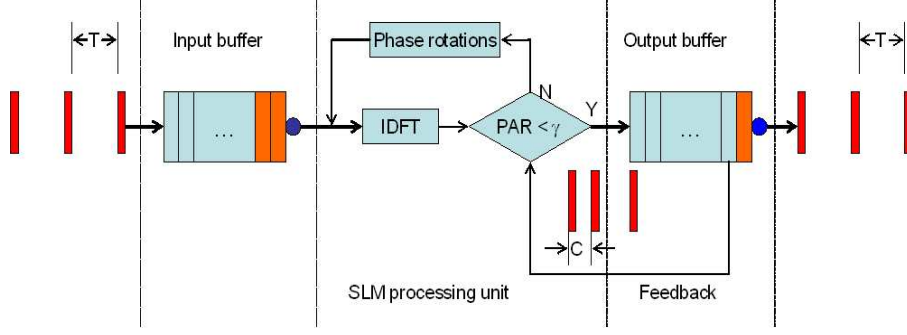 T
Input buffer
Phase rotations
Output buffer
T
N
Y
...
IDFT
PAR < γ
...
C
SLM processing unit
Feedback